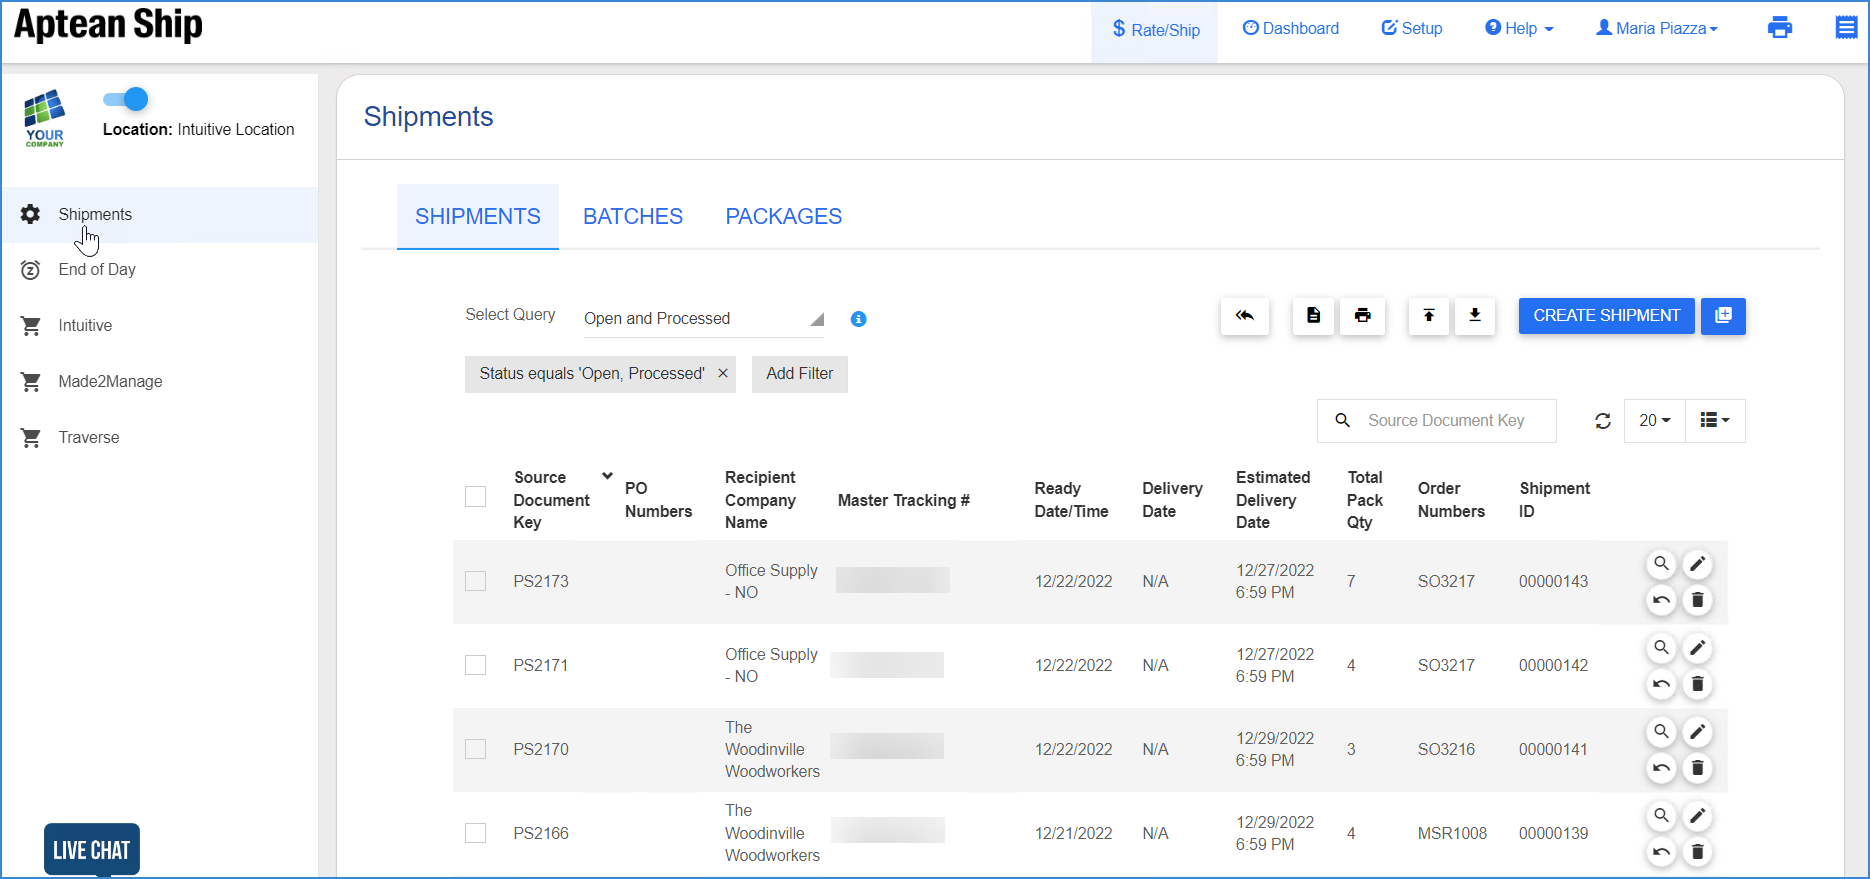 Aptean Ship
$ Rate/Ship
Dashboard
Setup
Help
Maria Piazza
YOUR
COMPANY
Location: Intuitive Location
Shipments
End of Day
Intuitive
Made2Manage
Traverse
LIVE CHAT
Shipments
SHIPMENTS BATCHES PACKAGES
Select Query Open and Processed
CREATE SHIPMENT
Status equals 'Open, Processed' × Add Filter
Source Document Key
20
Source Document Key
PO Numbers
Recipient Company Name
Master Tracking #
Ready Date/Time
Delivery Date
Estimated Delivery Date
Total Pack Qty
Order Numbers
Shipment ID
PS2173 Office Supply - NO 12/22/2022 N/A 12/27/2022 6:59 PM 7 SO3217 00000143
PS2171 Office Supply - NO 12/22/2022 N/A 12/27/2022 6:59 PM 4 SO3217 00000142
PS2170 The Woodinville Woodworkers 12/22/2022 N/A 12/29/2022 6:59 PM 3 SO3216 00000141
PS2166 The Woodinville Woodworkers 12/21/2022 N/A 12/29/2022 6:59 PM 4 MSR1008 00000139